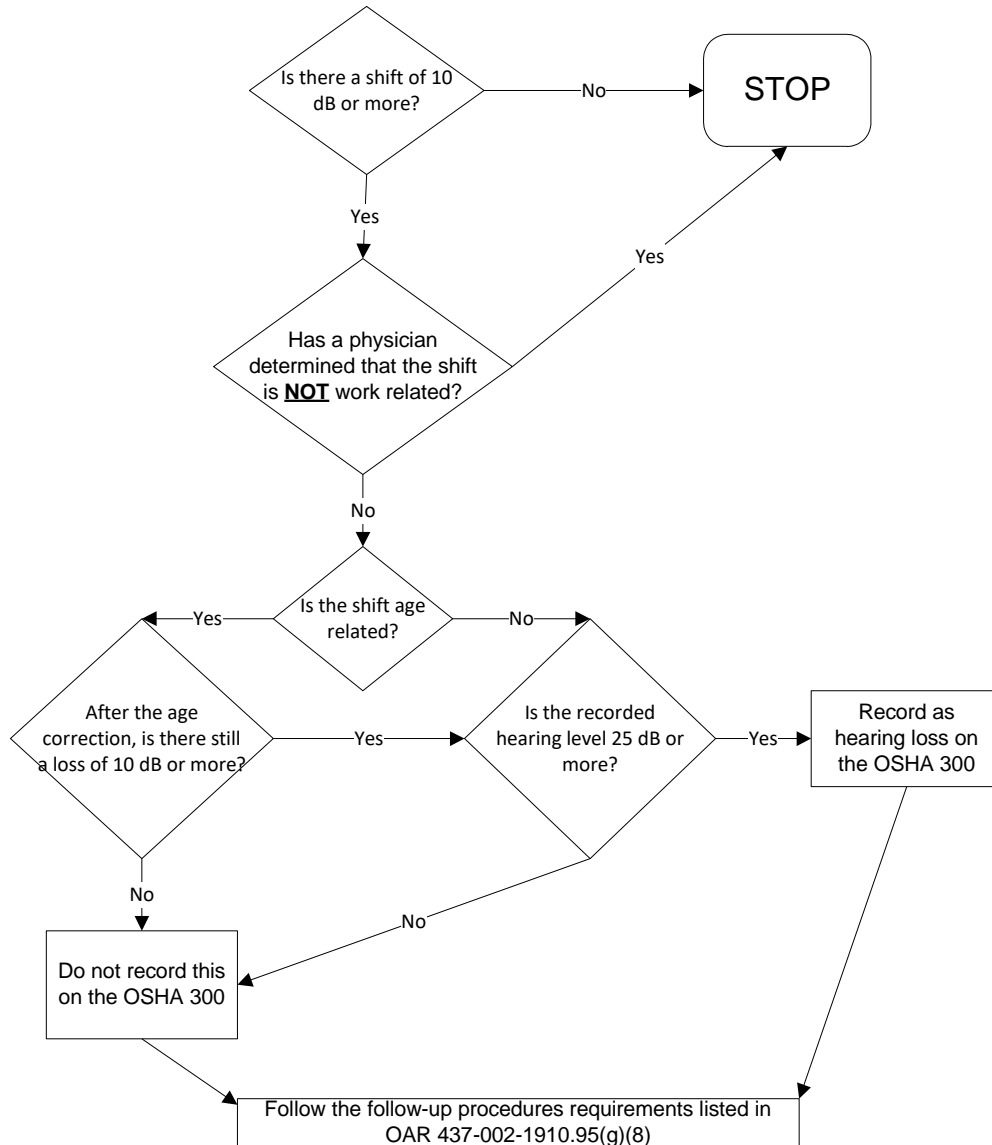 Is there a shift of 10
dB or more?
No
STOP
Yes
Yes
Has a physician
determined that the shift
is NOT work related?
No
Is the shift age
related?
Yes
No
After the age
correction, is there still
a loss of 10 dB or more?
Yes
Is the recorded
hearing level 25 dB or
more?
Yes
Record as
hearing loss on
the OSHA 300
No
No
Do not record this
on the OSHA 300
Follow the follow-up procedures requirements listed in
OAR 437-002-1910.95(g)(8)